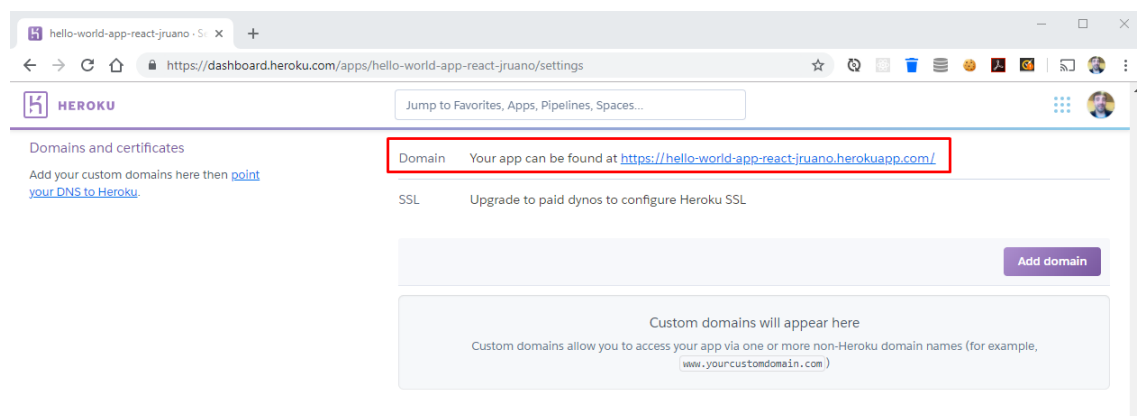 hello-world-app-react-jruano · Se
https://dashboard.heroku.com/apps/hello-world-app-react-jruano/settings
HEROKU
Jump to Favorites, Apps, Pipelines, Spaces...
Domains and certificates
Add your custom domains here then point
your DNS to Heroku.
Domain Your app can be found at https://hello-world-app-react-jruano.herokuapp.com/
SSL Upgrade to paid dynos to configure Heroku SSL
Add domain
Custom domains will appear here
Custom domains allow you to access your app via one or more non-Heroku domain names (for example,
www.yourcustomdomain.com)